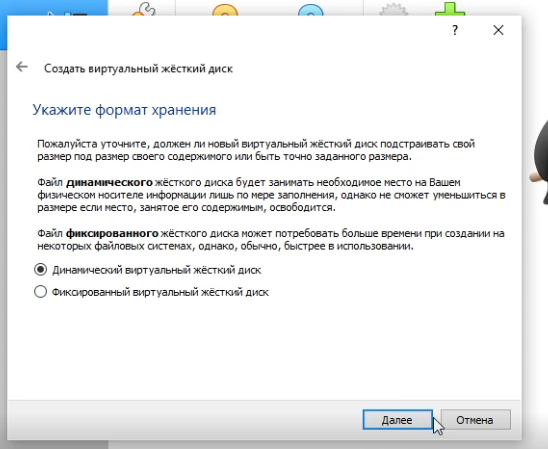 ?
Создать виртуальный жёсткий диск
Укажите формат хранения
Пожалуйста уточните, должен ли новый виртуальный жёсткий диск подстраивать свой
размер под размер своего содержимого или быть точно заданного размера.
Файл динамического жёсткого диска будет занимать необходимое место на Вашем
физическом носителе информации лишь по мере заполнения, однако не сможет уменьшиться в
размере если место, занятое его содержимым, освободится.
Файл фиксированного жёсткого диска может потребовать больше времени при создании на
некоторых файловых системах, однако, обычно, быстрее в использовании.
Динамический виртуальный жёсткий диск
Фиксированный виртуальный жёсткий диск
Далее
Отмена